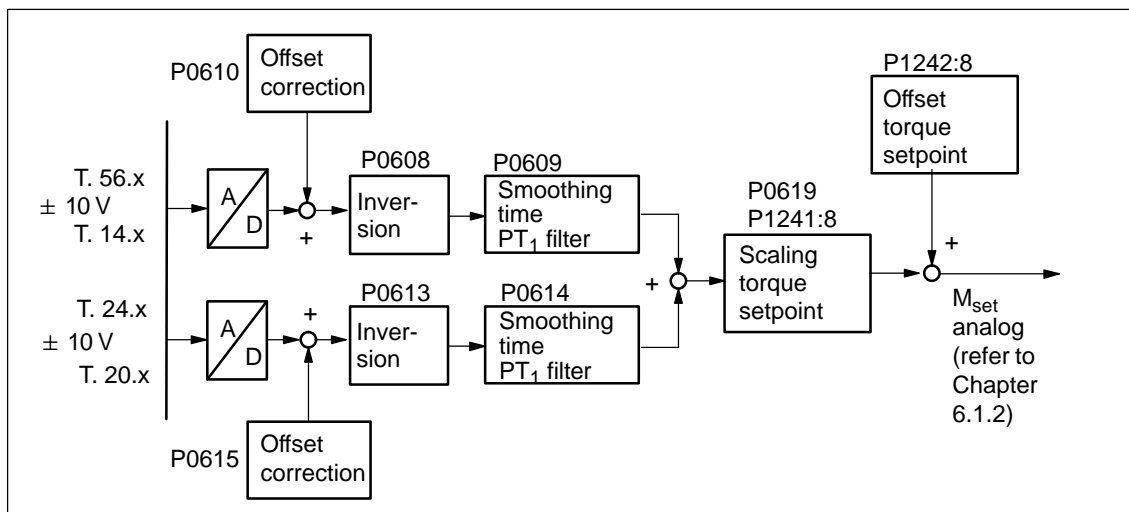 P0610
Offset
correction
P1242:8
Offset
torque
setpoint
T. 56.x
± 10 V
T. 14.x
A
D
+
P0608
Inver-
sion
P0609
Smoothing
time
PT1 filter
P0619
P1241:8
Scaling
torque
setpoint
+
+
Mset
analog
(refer to
Chapter
6.1.2)
T. 24.x
± 10 V
T. 20.x
A
D
+
P0613
Inver-
sion
P0614
Smoothing
time
PT1 filter
P0615
Offset
correction